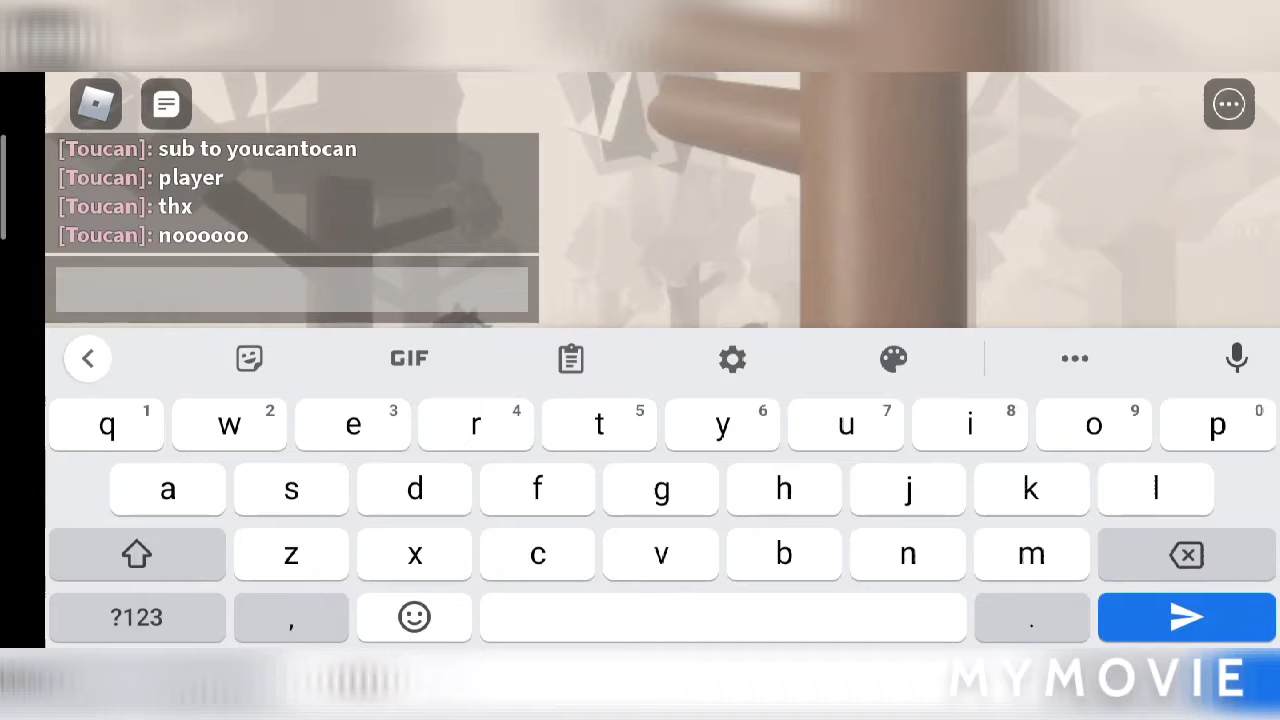 [Toucan]: sub to youcantocan
[Toucan]: player
[Toucan]: thx
[Toucan]: noooooo
GIF
q 1 w 2 e 3 r 4 t 5 y 6 u 7 i 8 o 9 p 0
a s d f g h j k l
z x c v b n m
?123 , .
MYMOVIE